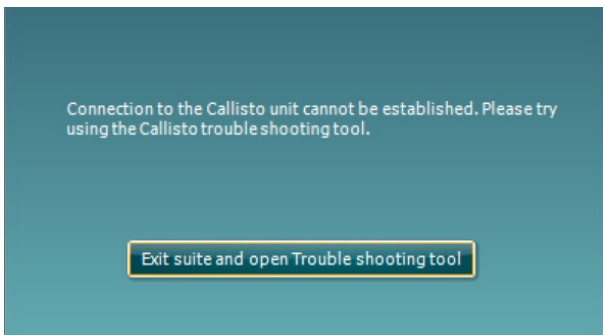 Connection to the Callisto unit cannot be established. Please try
using the Callisto trouble shooting tool.
Exit suite and open Trouble shooting tool